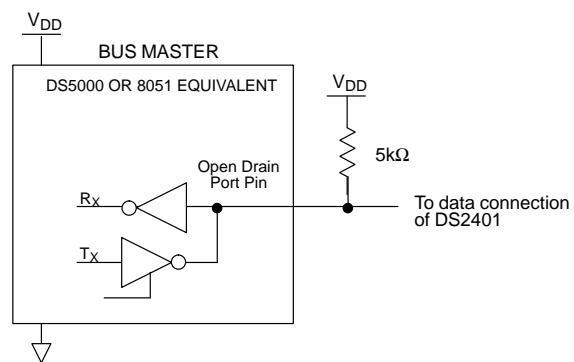 VDD
BUS MASTER
DS5000 OR 8051 EQUIVALENT
VDD
5kΩ
Open Drain
Port Pin
RX
TX
To data connection
of DS2401